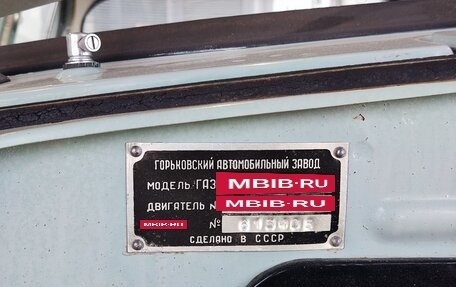 ГОРЬКОВСКИЙ АВТОМОБИЛЬНЫЙ ЗАВОД
МОДЕЛЬ ГАЗ MBIB·RU
ДВИГАТЕЛЬ № MBIB·RU
№
СДЕЛАНО В СССР